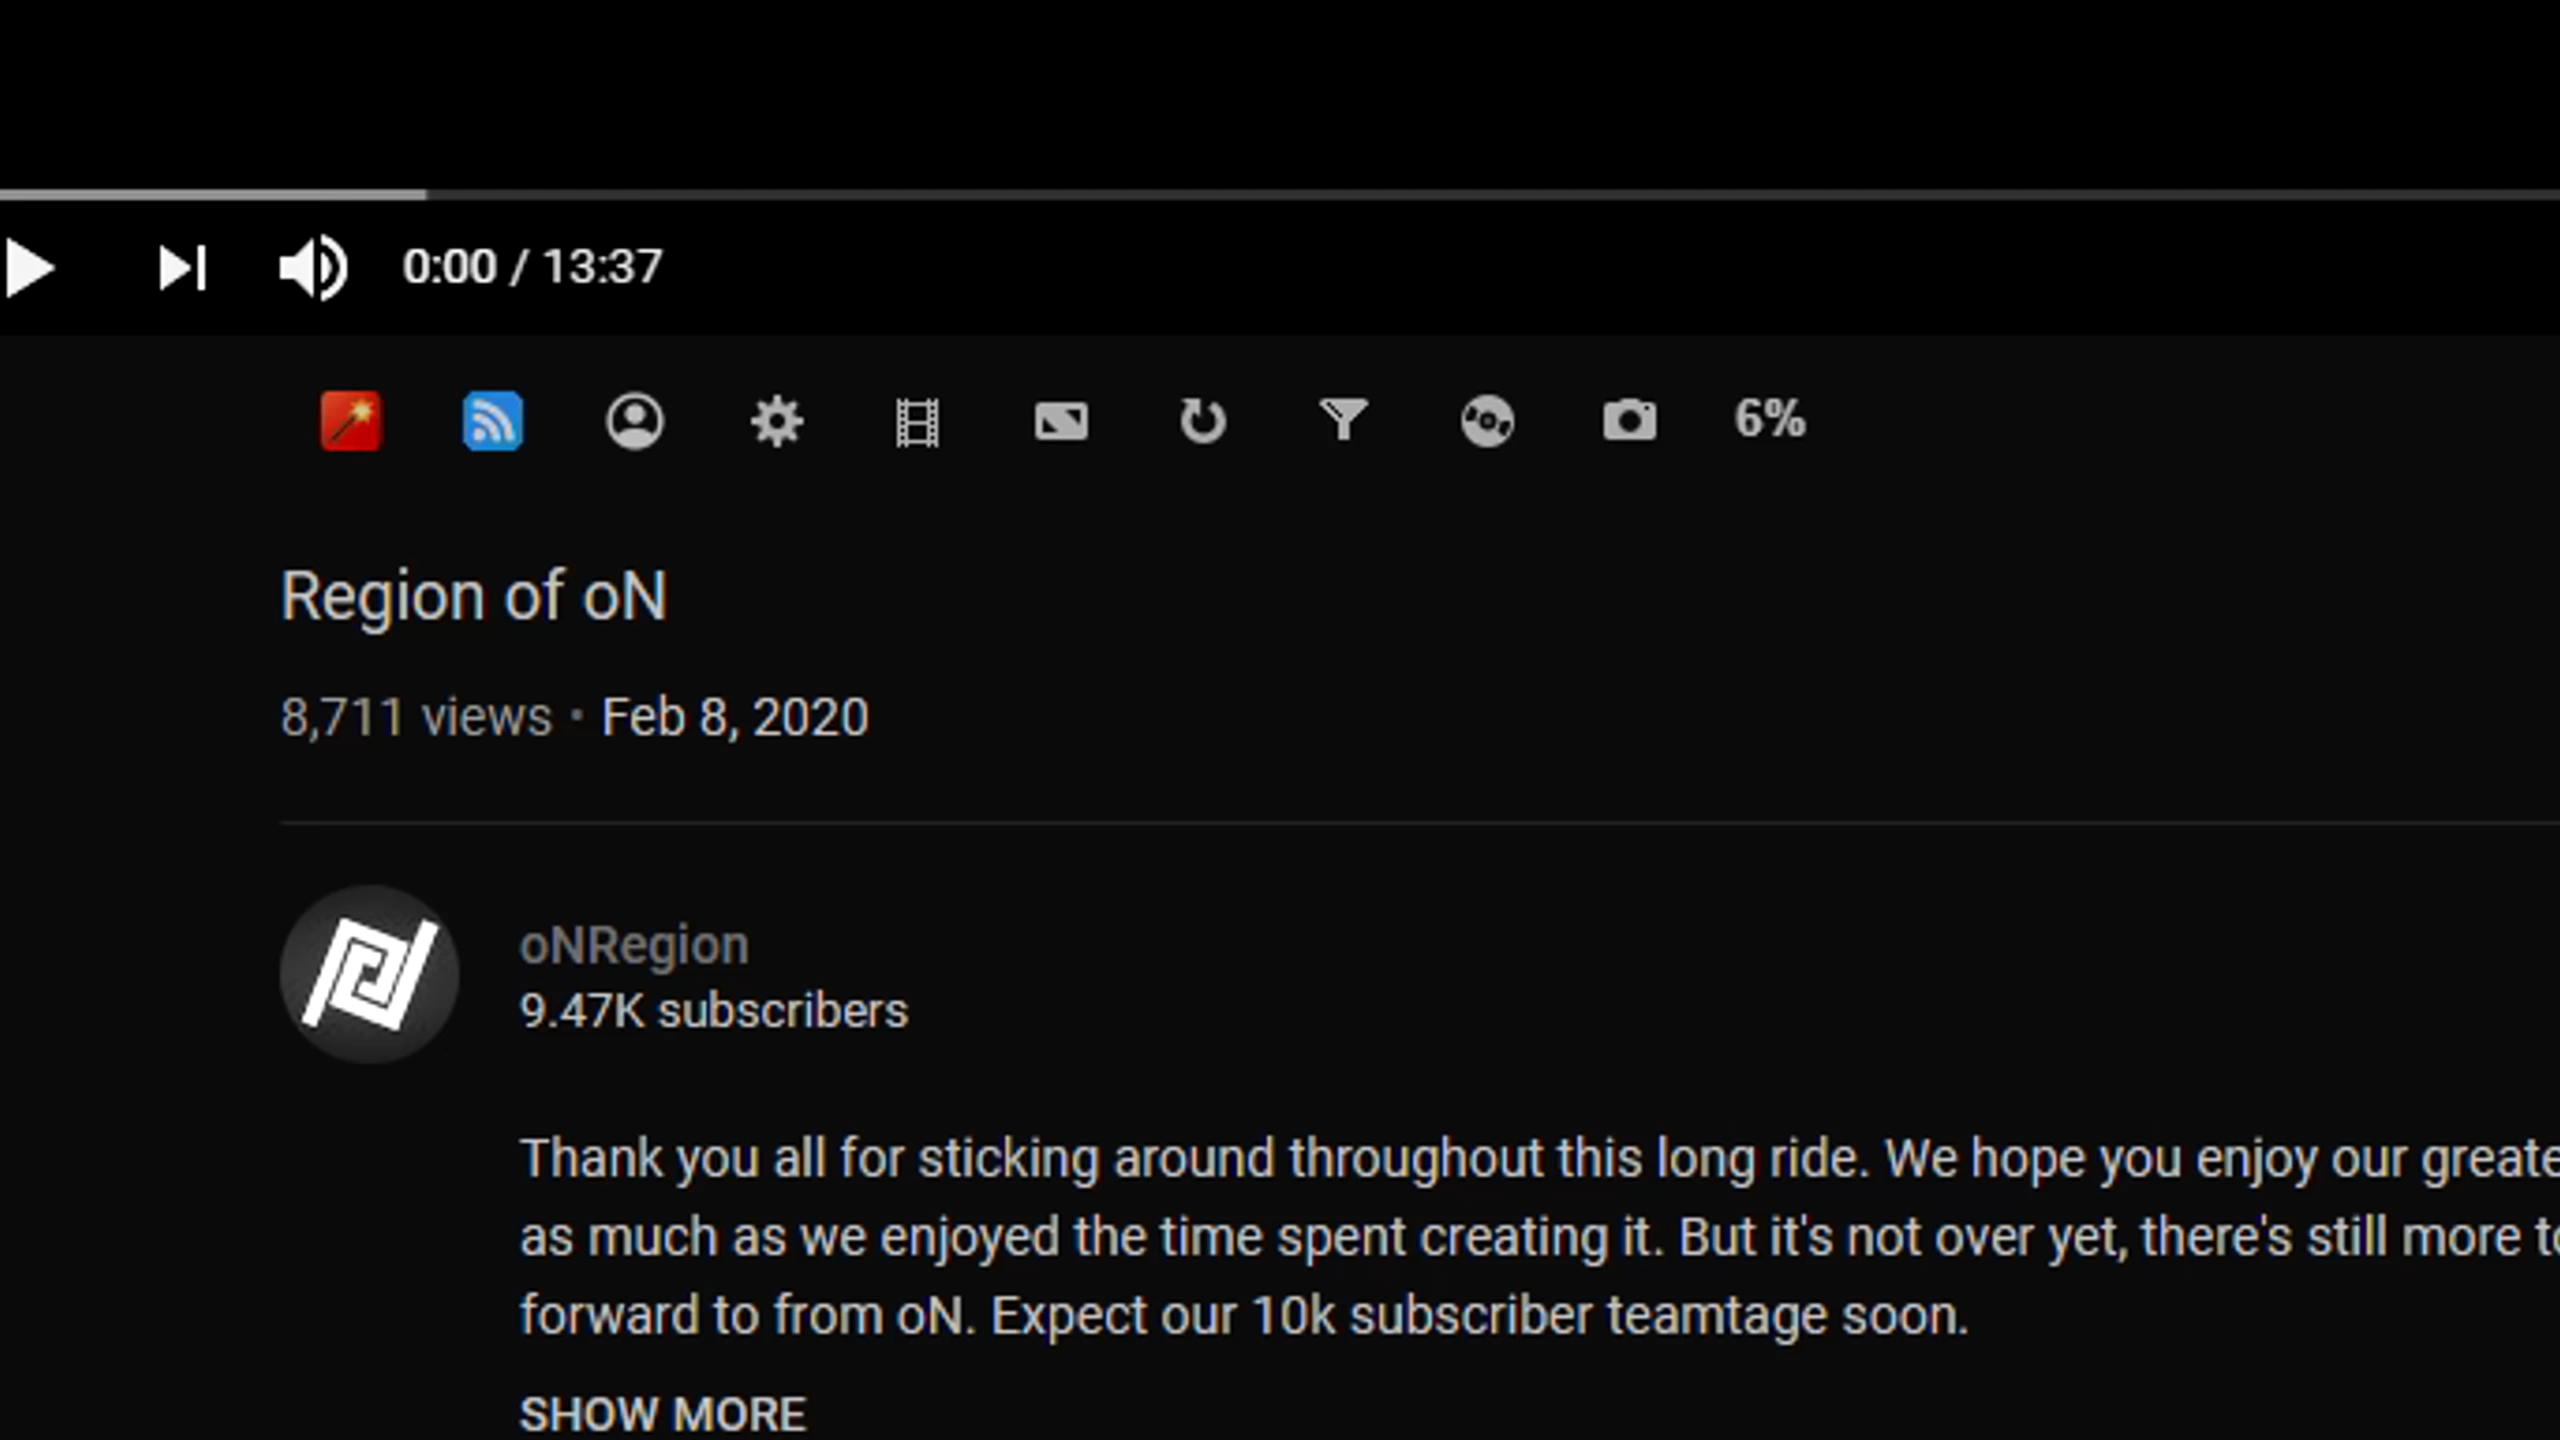 0:00 / 13:37
6%
Region of oN
8,711 views • Feb 8, 2020
oNRegion
9.47K subscribers
Thank you all for sticking around throughout this long ride. We hope you enjoy our
as much as we enjoyed the time spent creating it. But it's not over yet, there's still more
forward to from oN. Expect our 10k subscriber teamtage soon.
SHOW MORE